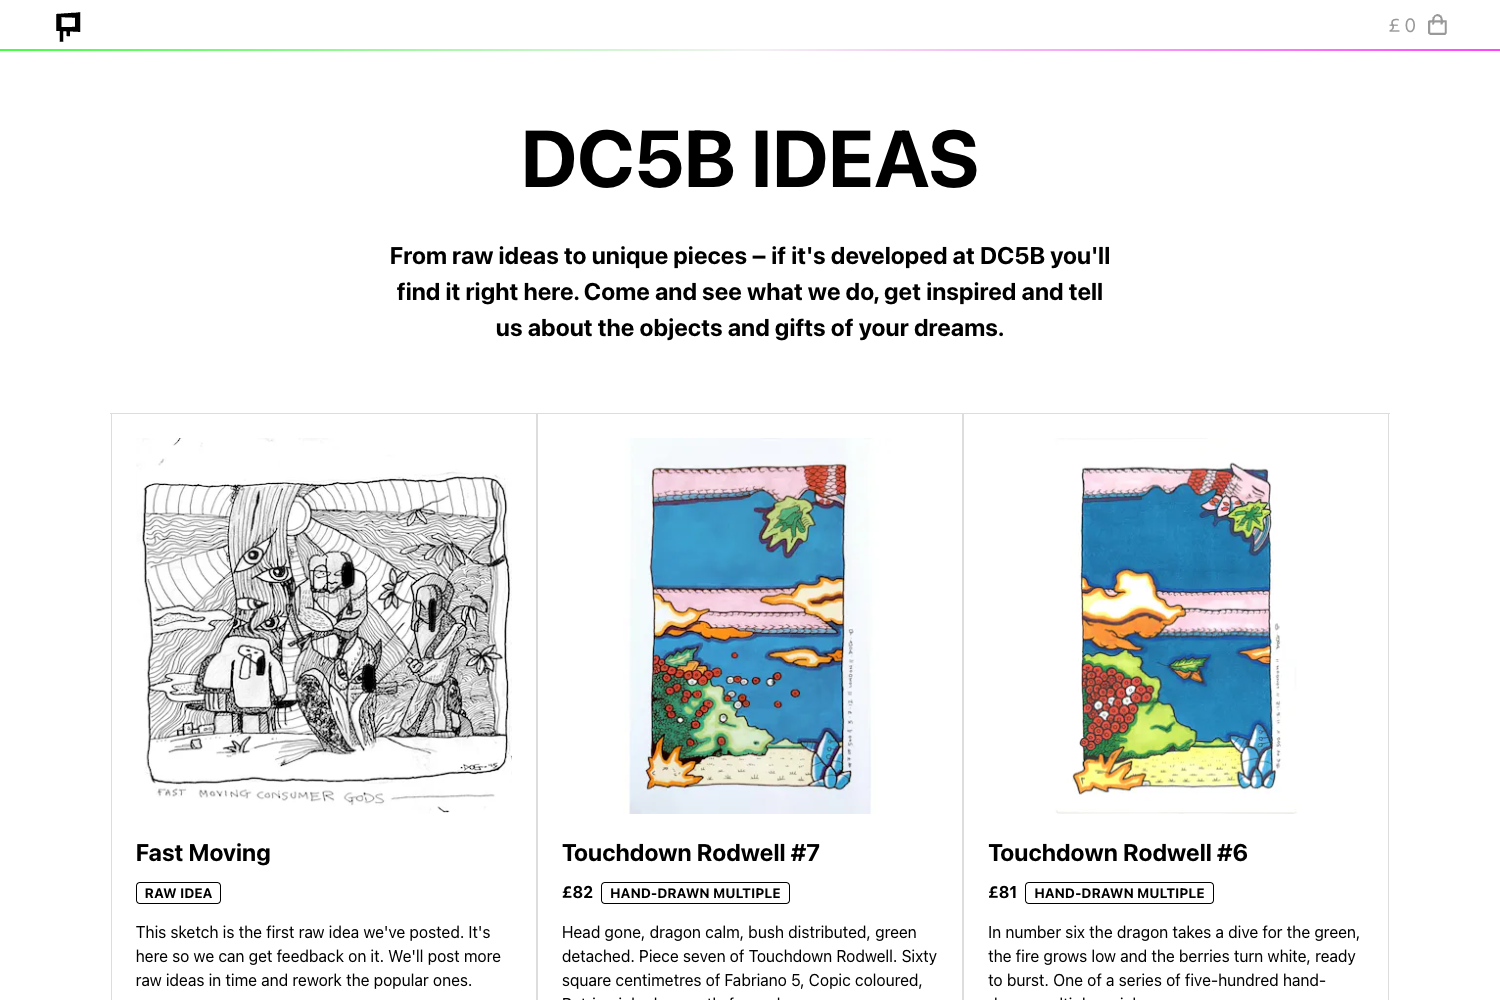 £ 0
DC5B IDEAS
From raw ideas to unique pieces – if it's developed at DC5B you'll
find it right here. Come and see what we do, get inspired and tell
us about the objects and gifts of your dreams.
·DOG·'15
FAST MOVING CONSUMER GODS
Fast Moving
RAW IDEA
This sketch is the first raw idea we've posted. It's
here so we can get feedback on it. We'll post more
raw ideas in time and rework the popular ones.
Touchdown Rodwell #7
£82 HAND-DRAWN MULTIPLE
Head gone, dragon calm, bush distributed, green
detached. Piece seven of Touchdown Rodwell. Sixty
square centimetres of Fabriano 5, Copic coloured,
Touchdown Rodwell #6
£81 HAND-DRAWN MULTIPLE
In number six the dragon takes a dive for the green,
the fire grows low and the berries turn white, ready
to burst. One of a series of five-hundred hand-